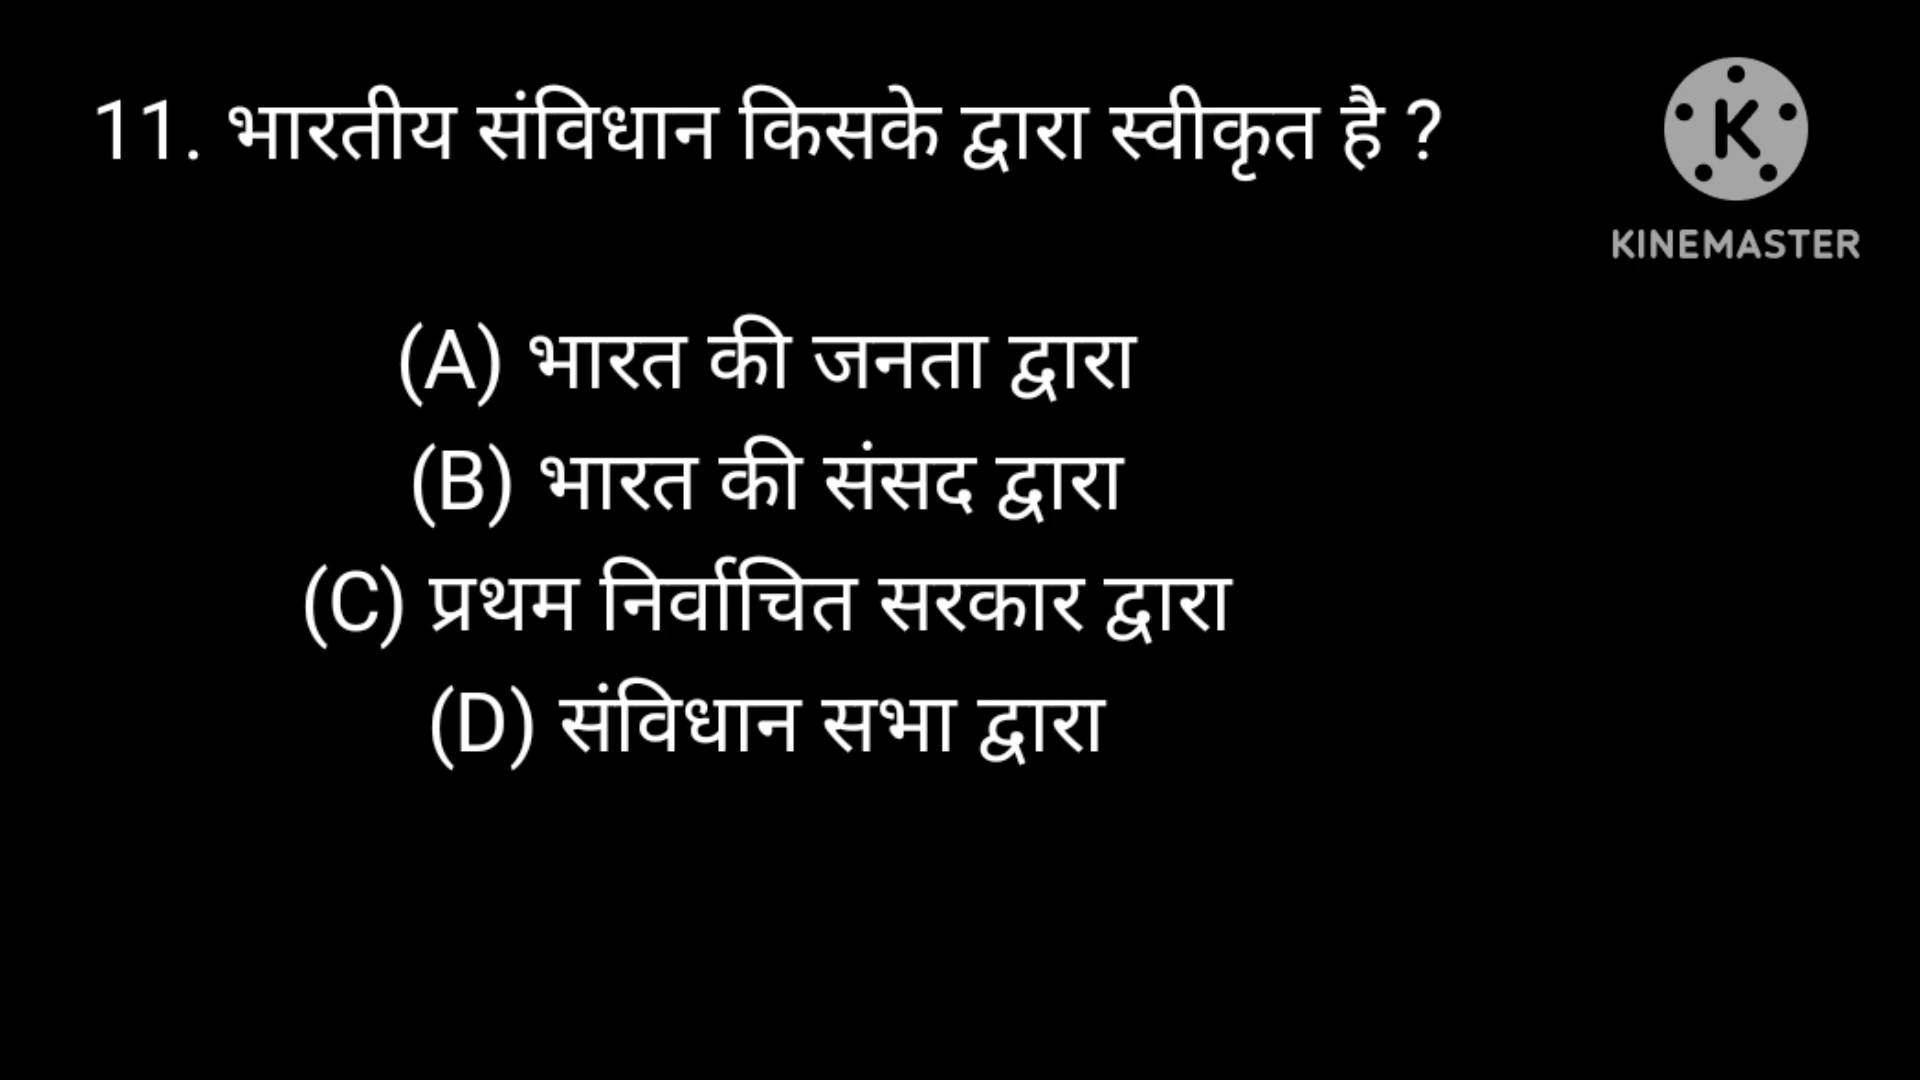 11. भारतीय संविधान किसके द्वारा स्वीकृत है ?
KINEMASTER
(A) भारत की जनता द्वारा
(B) भारत की संसद द्वारा
(C) प्रथम निर्वाचित सरकार द्वारा
(D) संविधान सभा द्वारा